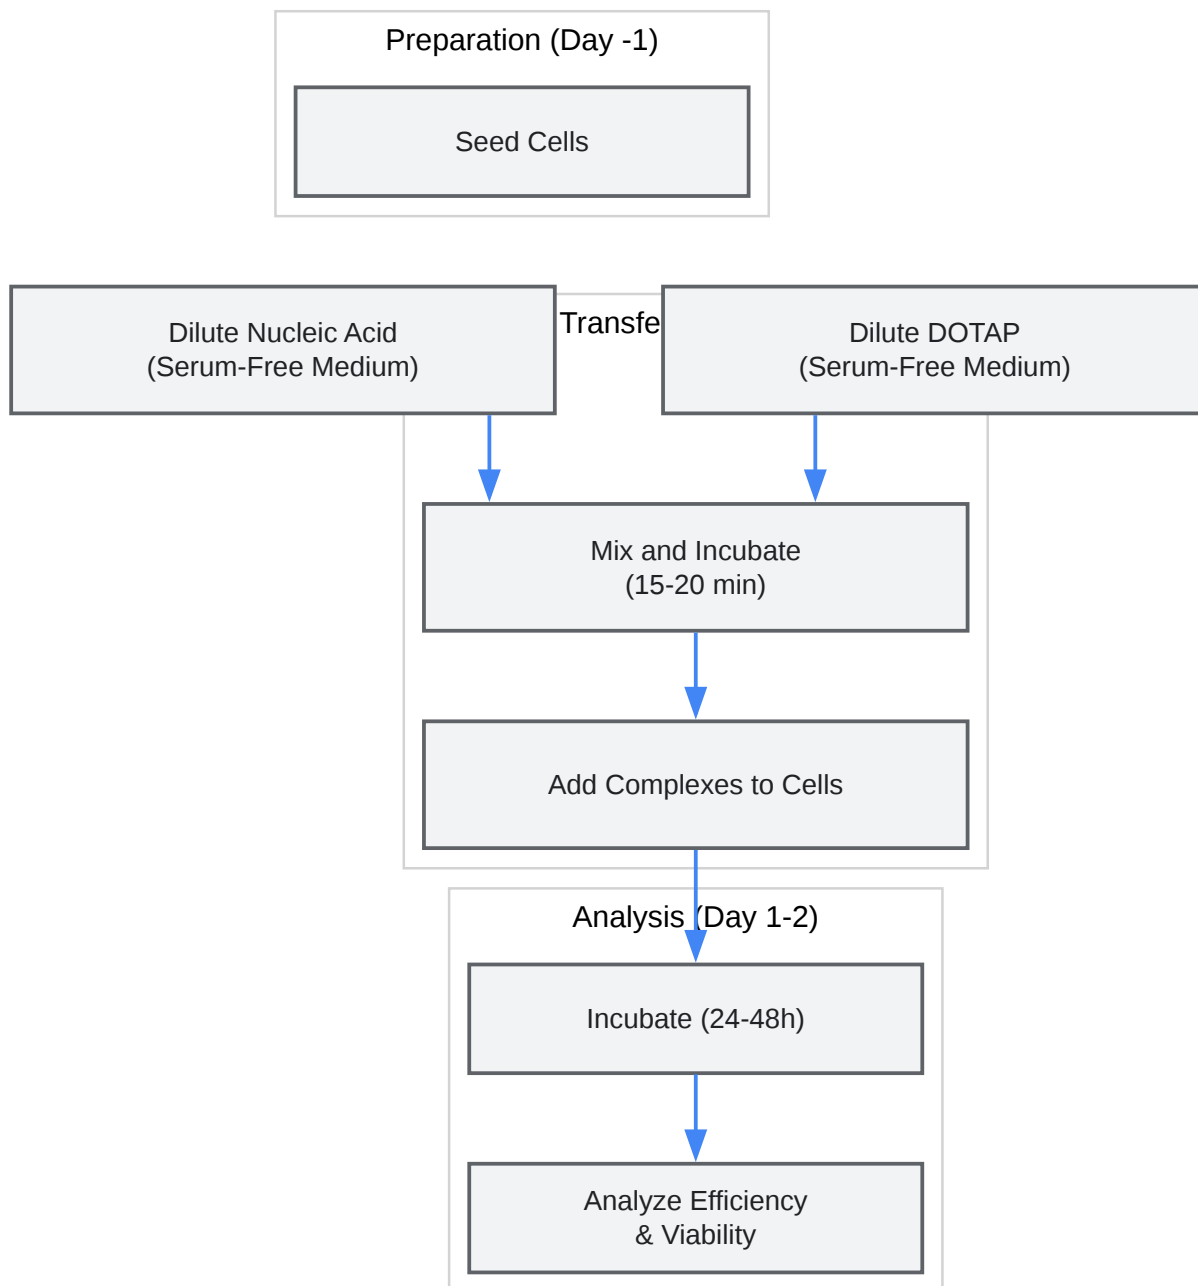 Preparation (Day -1)
Seed Cells
Dilute Nucleic Acid
(Serum-Free Medium)
Dilute DOTAP
(Serum-Free Medium)
Mix and Incubate
(15-20 min)
Add Complexes to Cells
Analysis (Day 1-2)
Incubate (24-48h)
Analyze Efficiency
& Viability